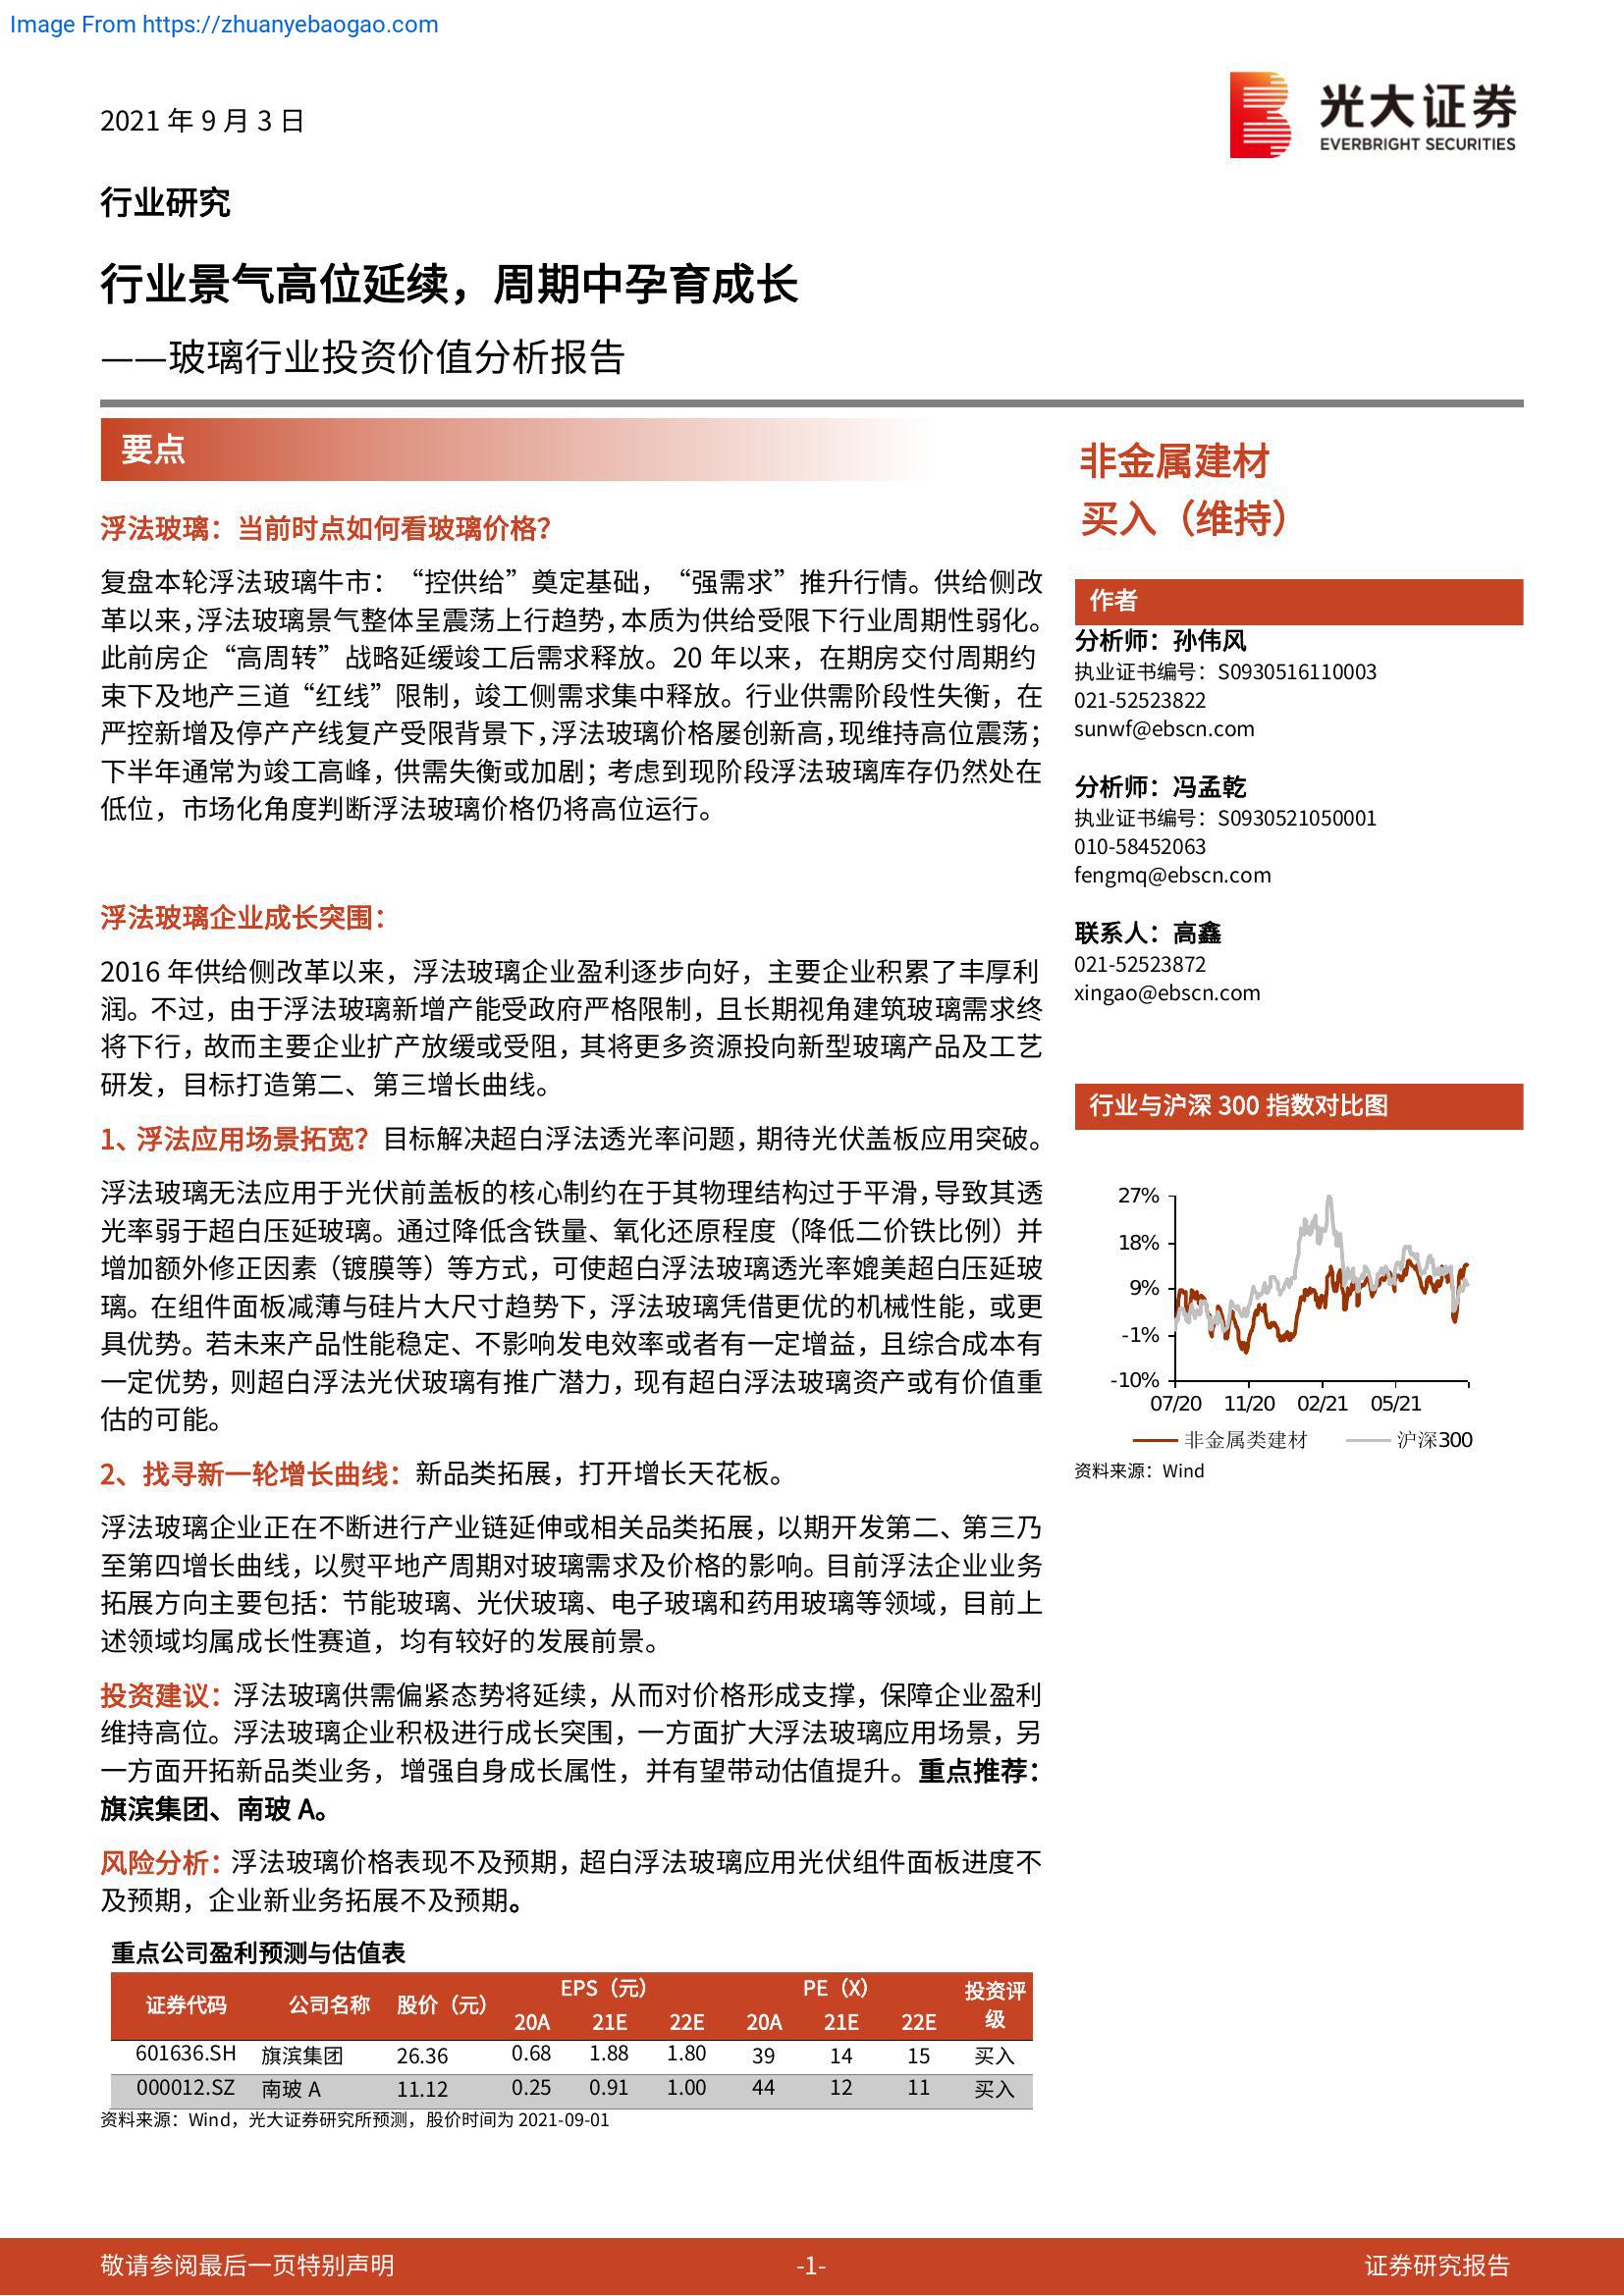 Image From https://zhuanyebaogao.com
2021 年 9 月 3 日
光大证券
EVERBRIGHT SECURITIES
行业研究
行业景气高位延续，周期中孕育成长
——玻璃行业投资价值分析报告
要点
浮法玻璃：当前时点如何看玻璃价格？
复盘本轮浮法玻璃牛市：“控供给”奠定基础，“强需求”推升行情。供给侧改
革以来，浮法玻璃景气整体呈震荡上行趋势，本质为供给受限下行业周期性弱化。
此前房企“高周转”战略延缓竣工后需求释放。20 年以来，在期房交付周期约
束下及地产三道“红线”限制，竣工侧需求集中释放。行业供需阶段性失衡，在
严控新增及停产产线复产受限背景下，浮法玻璃价格屡创新高，现维持高位震荡；
下半年通常为竣工高峰，供需失衡或加剧；考虑到现阶段浮法玻璃库存仍然处在
低位，市场化角度判断浮法玻璃价格仍将高位运行。
浮法玻璃企业成长突围：
2016 年供给侧改革以来，浮法玻璃企业盈利逐步向好，主要企业积累了丰厚利
润。不过，由于浮法玻璃新增产能受政府严格限制，且长期视角建筑玻璃需求终
将下行，故而主要企业扩产放缓或受阻，其将更多资源投向新型玻璃产品及工艺
研发，目标打造第二、第三增长曲线。
1、浮法应用场景拓宽？目标解决超白浮法透光率问题，期待光伏盖板应用突破。
浮法玻璃无法应用于光伏前盖板的核心制约在于其物理结构过于平滑，导致其透
光率弱于超白压延玻璃。通过降低含铁量、氧化还原程度（降低二价铁比例）并
增加额外修正因素（镀膜等）等方式，可使超白浮法玻璃透光率媲美超白压延玻
璃。在组件面板减薄与硅片大尺寸趋势下，浮法玻璃凭借更优的机械性能，或更
具优势。若未来产品性能稳定、不影响发电效率或者有一定增益，且综合成本有
一定优势，则超白浮法光伏玻璃有推广潜力，现有超白浮法玻璃资产或有价值重
估的可能。
2、找寻新一轮增长曲线：新品类拓展，打开增长天花板。
浮法玻璃企业正在不断进行产业链延伸或相关品类拓展，以期开发第二、第三乃
至第四增长曲线，以熨平地产周期对玻璃需求及价格的影响。目前浮法企业业务
拓展方向主要包括：节能玻璃、光伏玻璃、电子玻璃和药用玻璃等领域，目前上
述领域均属成长性赛道，均有较好的发展前景。
投资建议：浮法玻璃供需偏紧态势将延续，从而对价格形成支撑，保障企业盈利
维持高位。浮法玻璃企业积极进行成长突围，一方面扩大浮法玻璃应用场景，另
一方面开拓新品类业务，增强自身成长属性，并有望带动估值提升。重点推荐：
旗滨集团、南玻 A。
风险分析：浮法玻璃价格表现不及预期，超白浮法玻璃应用光伏组件面板进度不
及预期，企业新业务拓展不及预期。
重点公司盈利预测与估值表
证券代码 公司名称 股价（元） EPS（元） PE（X） 投资评级
20A 21E 22E 20A 21E 22E
601636.SH 旗滨集团 26.36 0.68 1.88 1.80 39 14 15 买入
000012.SZ 南玻 A 11.12 0.25 0.91 1.00 44 12 11 买入
资料来源：Wind，光大证券研究所预测，股价时间为 2021-09-01
非金属建材
买入（维持）
作者
分析师：孙伟风
执业证书编号：S0930516110003
021-52523822
sunwf@ebscn.com
分析师：冯孟乾
执业证书编号：S0930521050001
010-58452063
fengmq@ebscn.com
联系人：高鑫
021-52523872
xingao@ebscn.com
行业与沪深 300 指数对比图
27%
18%
9%
-1%
-10%
07/20 11/20 02/21 05/21
非金属类建材 沪深300
资料来源：Wind
敬请参阅最后一页特别声明 -1- 证券研究报告